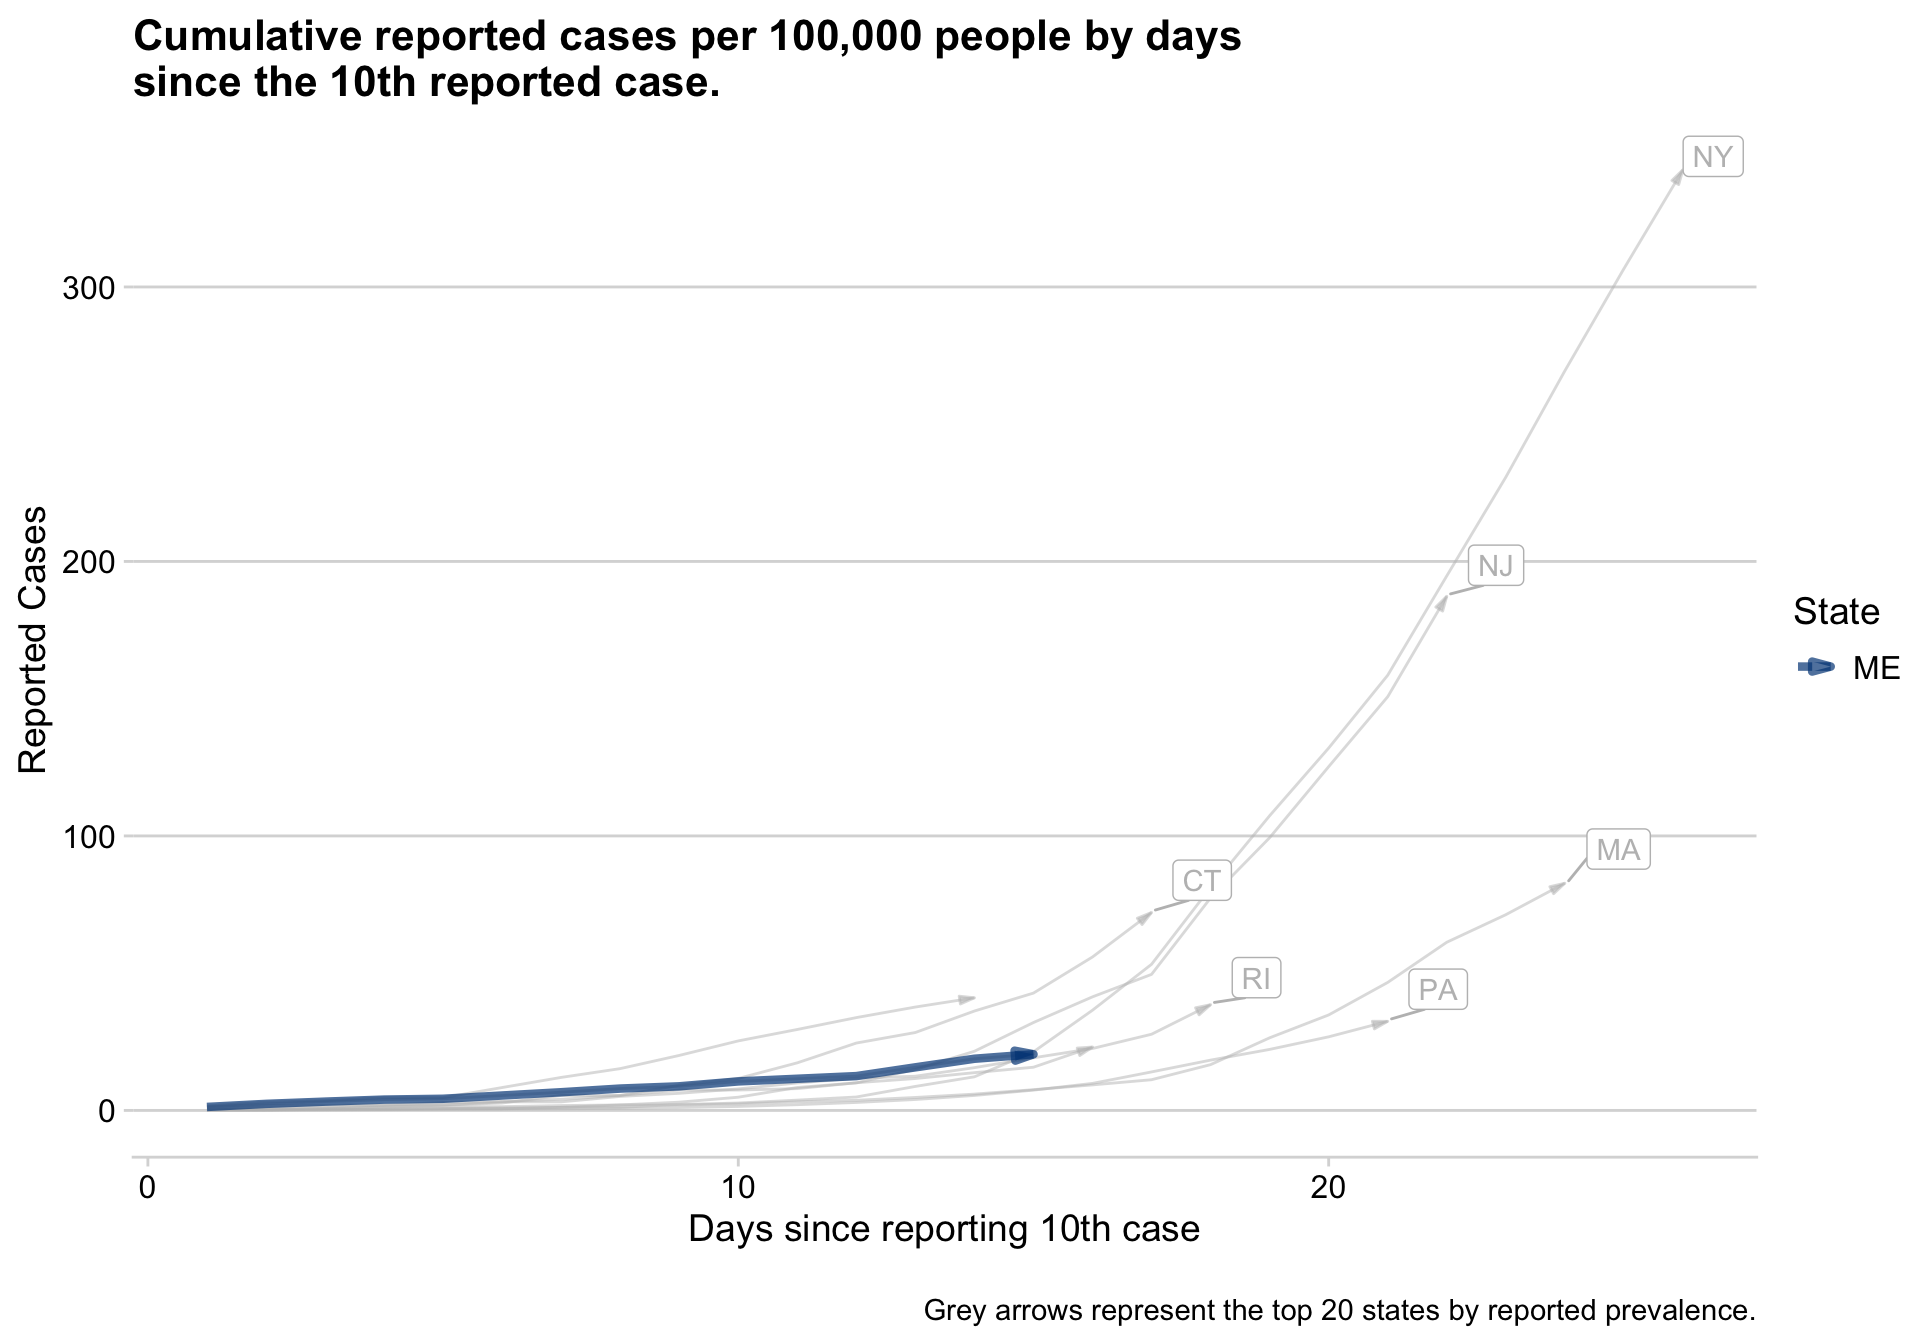 Cumulative reported cases per 100,000 people by days
since the 10th reported case.
NY
300
NJ
200
Reported Cases
State
ME
MA
100
CT
RI
PA
0
0
10
20
Days since reporting 10th case
Grey arrows represent the top 20 states by reported prevalence.